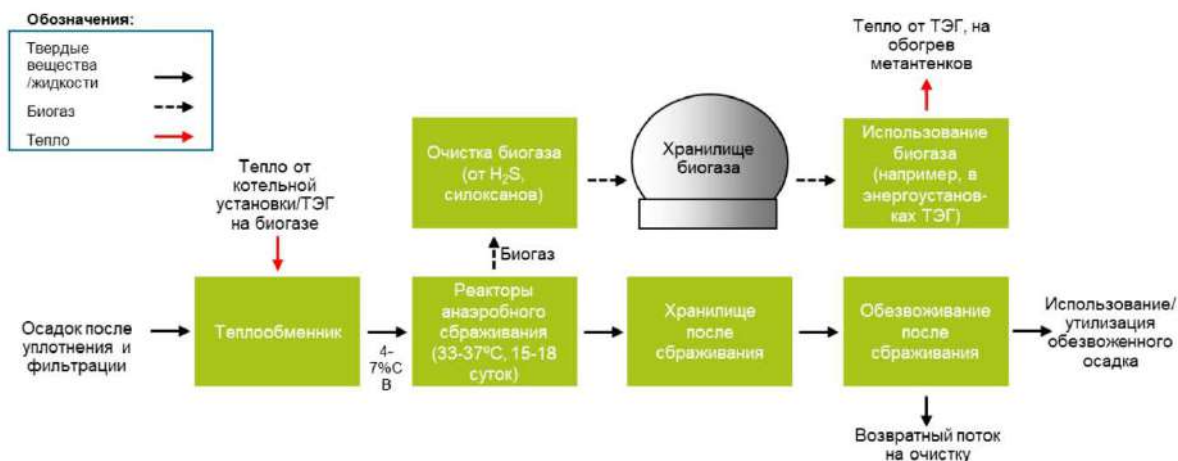 Обозначения:
Твердые
вещества
/жидкости
Биогаз
Тепло
Тепло от
котельной
установки/ТЭГ
на биогазе
Очистка биогаза
(от H₂S,
силоксанов)
Хранилище
биогаза
Тепло от ТЭГ, на
обогрев
метантенков
Использование
биогаза
(например, в
энергоустанов-
ках ТЭГ)
Биогаз
Осадок после
уплотнения и
фильтрации
Теплообменник
4-
7%С
В
Реакторы
анаэробного
сбраживания
(33-37ºС, 15-18
суток)
Хранилище
после
сбраживания
Обезвоживание
после
сбраживания
Использование/
утилизация
обезвоженного
осадка
Возвратный поток
на очистку